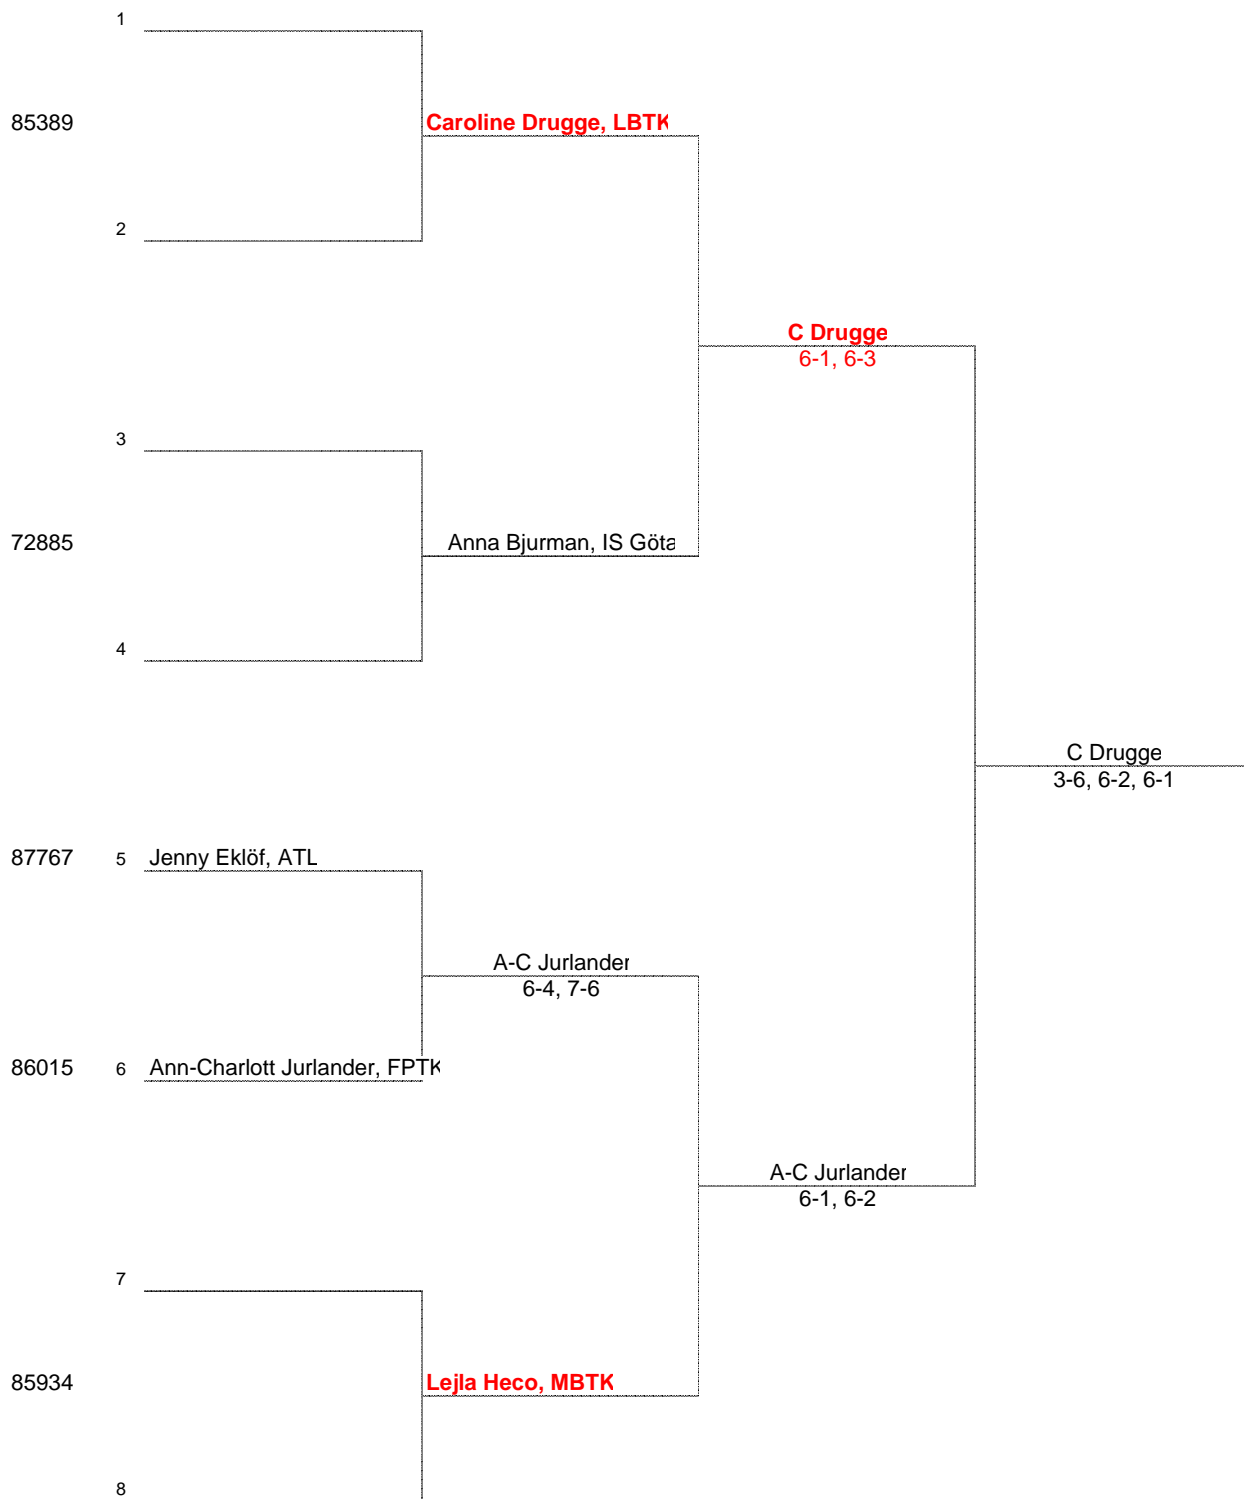 1
85389 Caroline Drugge, LBTK
2
C Drugge
6-1, 6-3
3
72885 Anna Bjurman, IS Göta
4
C Drugge
3-6, 6-2, 6-1
87767 5 Jenny Eklöf, ATL
A-C Jurlander
6-4, 7-6
86015 6 Ann-Charlott Jurlander, FPTK
A-C Jurlander
6-1, 6-2
7
85934 Lejla Heco, MBTK
8